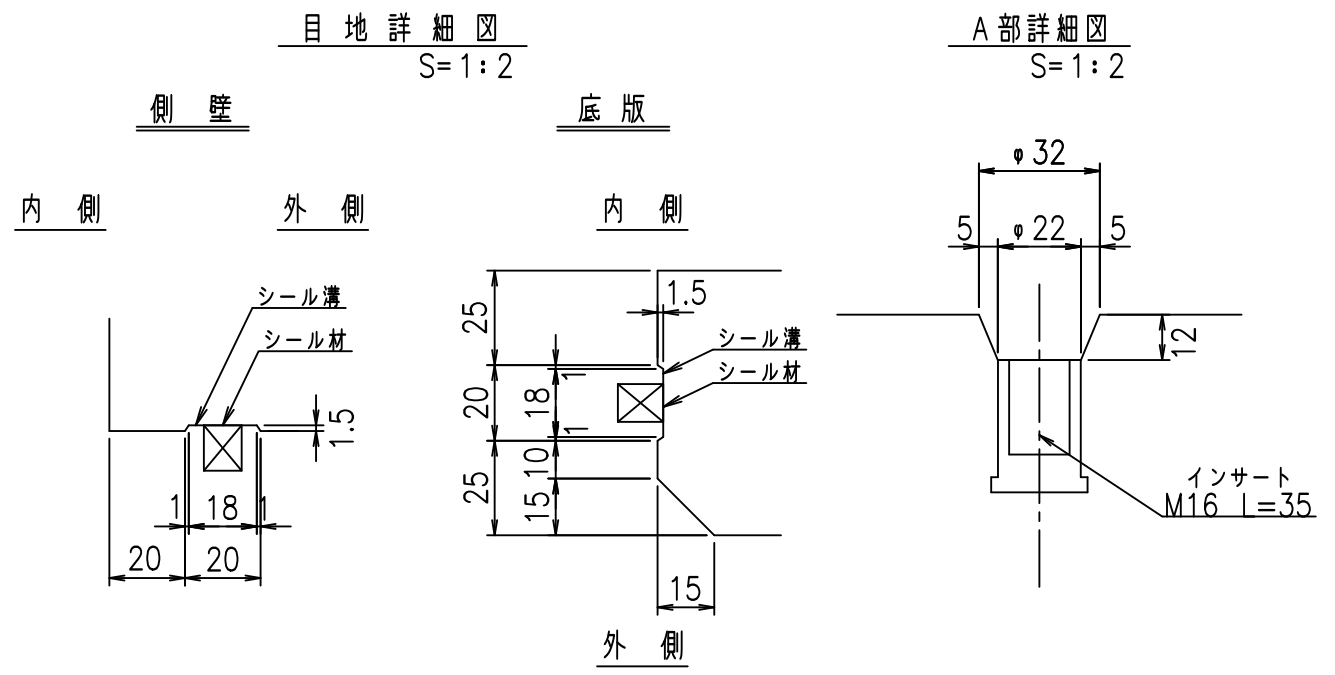 目地詳細図
S=1:2
側壁
内側
外側
シール溝
シール材
1.5
1
18
1
20
20
底版
内側
25
20
25
1
18
1
10
15
1.5
シール溝
シール材
15
外側
A部詳細図
S=1:2
φ32
5
φ22
5
12
インサート
M16 L=35